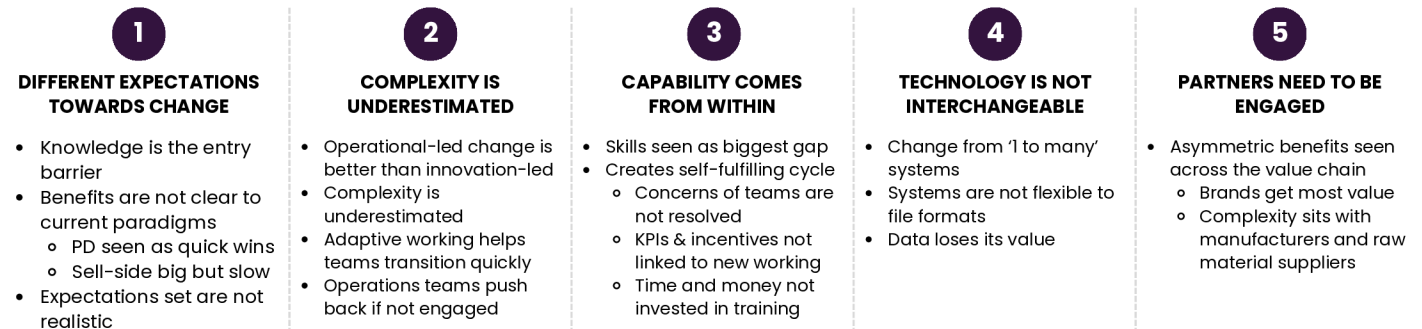 1
DIFFERENT EXPECTATIONS
TOWARDS CHANGE
• Knowledge is the entry
barrier
• Benefits are not clear to
current paradigms
○ PD seen as quick wins
○ Sell-side big but slow
• Expectations set are not
realistic
2
COMPLEXITY IS
UNDERESTIMATED
• Operational-led change is
better than innovation-led
• Complexity is
underestimated
• Adaptive working helps
teams transition quickly
• Operations teams push
back if not engaged
3
CAPABILITY COMES
FROM WITHIN
• Skills seen as biggest gap
• Creates self-fulfilling cycle
○ Concerns of teams are
not resolved
○ KPIs & incentives not
linked to new working
○ Time and money not
invested in training
4
TECHNOLOGY IS NOT
INTERCHANGEABLE
• Change from ‘1 to many’
systems
• Systems are not flexible to
file formats
• Data loses its value
5
PARTNERS NEED TO BE
ENGAGED
• Asymmetric benefits seen
across the value chain
○ Brands get most value
○ Complexity sits with
manufacturers and raw
material suppliers